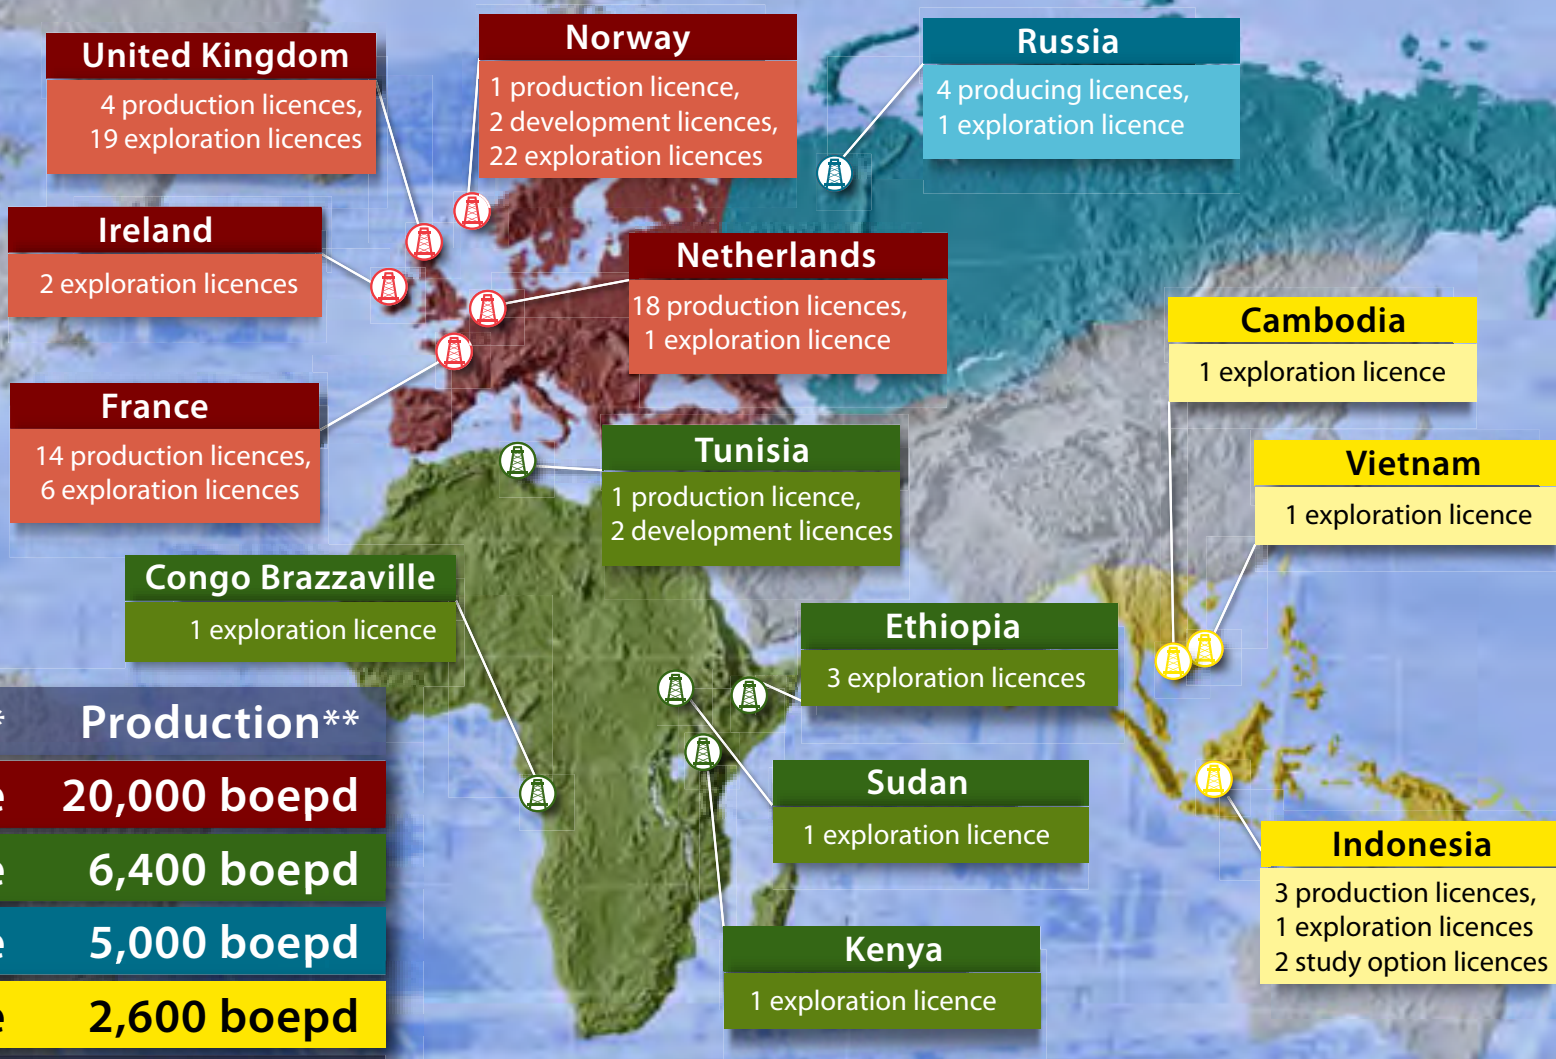 United Kingdom
4 production licences,
19 exploration licences
Norway
1 production licence,
2 development licences,
22 exploration licences
Russia
4 producing licences,
1 exploration licence
Ireland
2 exploration licences
Netherlands
18 production licences,
1 exploration licence
Cambodia
1 exploration licence
France
14 production licences,
6 exploration licences
Tunisia
1 production licence,
2 development licences
Vietnam
1 exploration licence
Congo Brazzaville
1 exploration licence
Ethiopia
3 exploration licences
Sudan
1 exploration licence
Indonesia
3 production licences,
1 exploration licences
2 study option licences
Kenya
1 exploration licence
* Production**
e 20,000 boepd
e 6,400 boepd
e 5,000 boepd
e 2,600 boepd